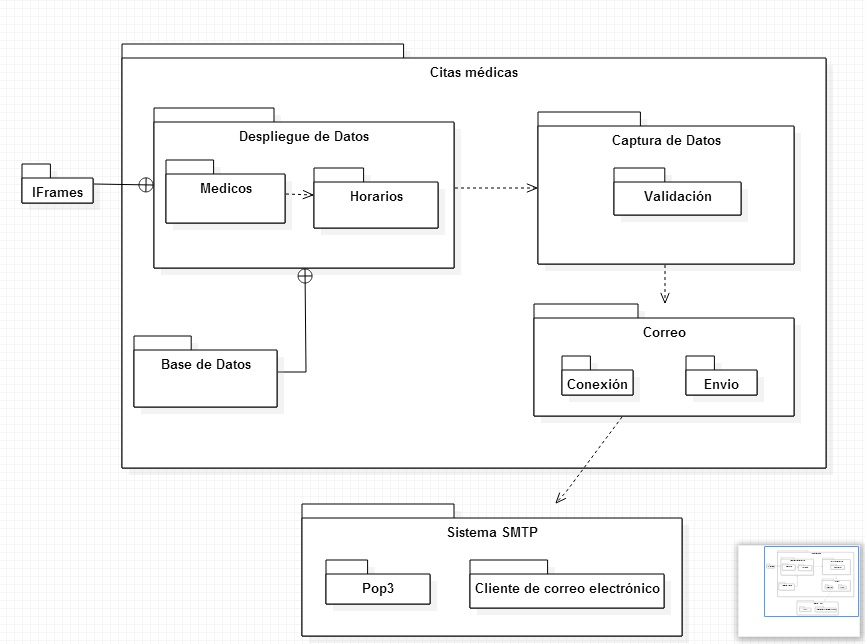 Citas médicas
Despliegue de Datos
Captura de Datos
IFrames
Medicos
Horarios
Validación
Base de Datos
Correo
Conexión
Envio
Sistema SMTP
Pop3
Cliente de correo electrónico